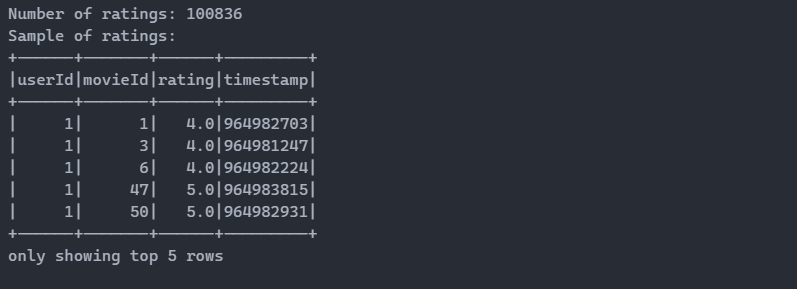 Number of ratings: 100836
Sample of ratings:
+------+-------+------+---------+
|userId|movieId|rating|timestamp|
+------+-------+------+---------+
|     1|      1|   4.0|964982703|
|     1|      3|   4.0|964981247|
|     1|      6|   4.0|964982224|
|     1|     47|   5.0|964983815|
|     1|     50|   5.0|964982931|
+------+-------+------+---------+
only showing top 5 rows